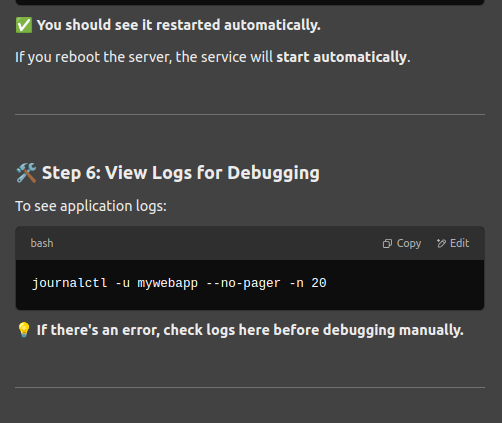 ✅ You should see it restarted automatically.
If you reboot the server, the service will start automatically.
🛠️ Step 6: View Logs for Debugging
To see application logs:
bash
Copy
Edit
journalctl -u mywebapp --no-pager -n 20
💡 If there's an error, check logs here before debugging manually.